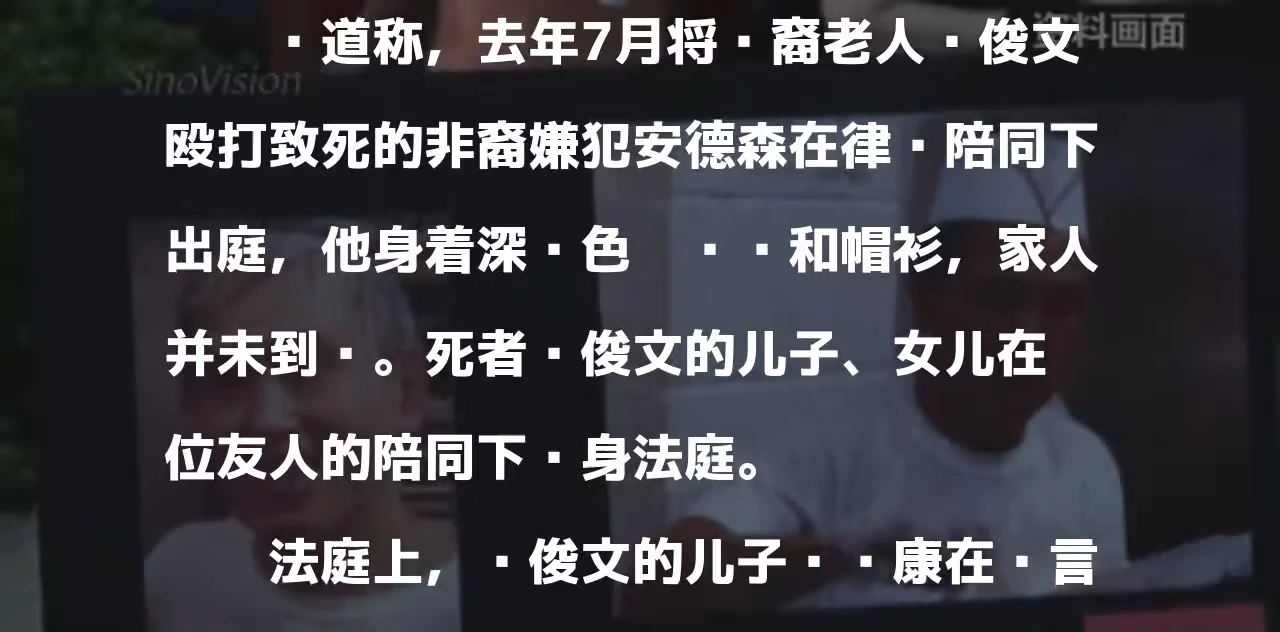 ▪道称，去年7月将▪裔老人▪俊文
资料画面
SinoVision
殴打致死的非裔嫌犯安德森在律▪陪同下
出庭，他身着深▪色　▪▪和帽衫，家人
并未到▪。死者▪俊文的儿子、女儿在
位友人的陪同下▪身法庭。
法庭上，▪俊文的儿子▪▪康在▪言